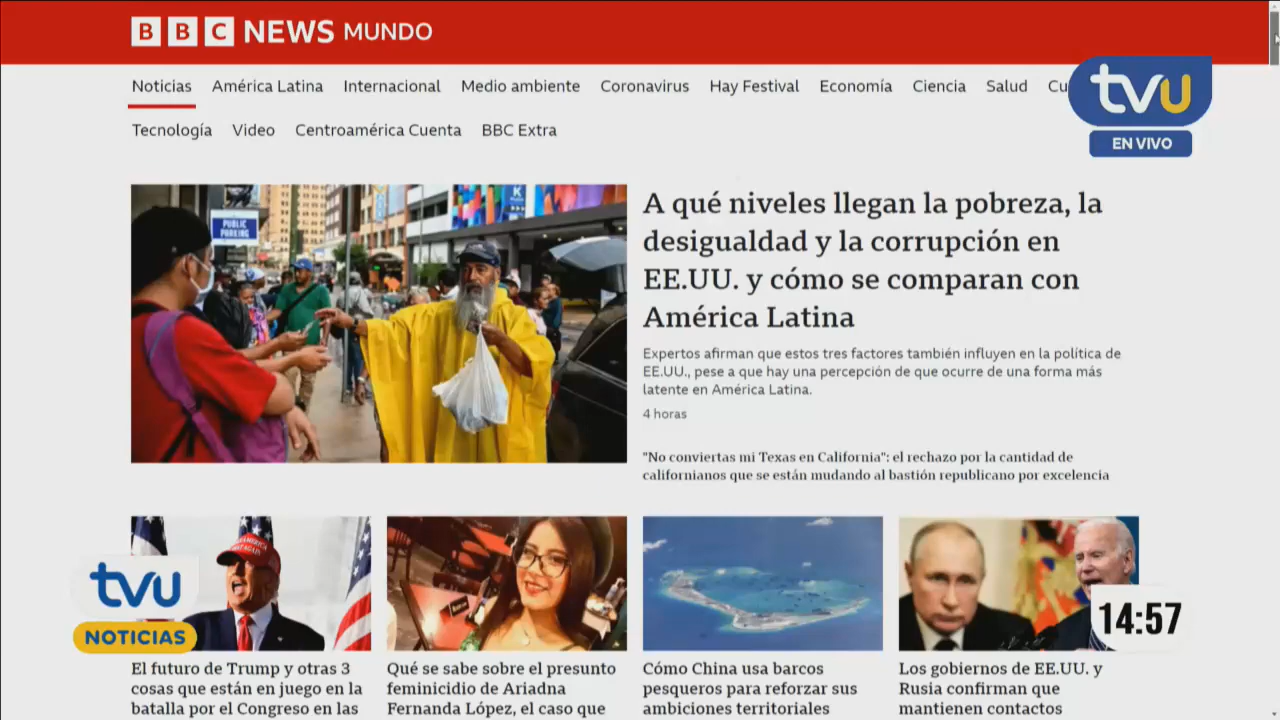 BBC NEWS MUNDO
Noticias América Latina Internacional Medio ambiente Coronavirus Hay Festival Economía Ciencia Salud Cu
tvu
EN VIVO
Tecnología Video Centroamérica Cuenta BBC Extra
PUBLIC
PARKING
K
A qué niveles llegan la pobreza, la
desigualdad y la corrupción en
EE.UU. y cómo se comparan con
América Latina
Expertos afirman que estos tres factores también influyen en la política de
EE.UU., pese a que hay una percepción de que ocurre de una forma más
latente en América Latina.
4 horas
"No conviertas mi Texas en California": el rechazo por la cantidad de
californianos que se están mudando al bastión republicano por excelencia
tvu
NOTICIAS
14:57
El futuro de Trump y otras 3
cosas que están en juego en la
batalla por el Congreso en las
Qué se sabe sobre el presunto
feminicidio de Ariadna
Fernanda López, el caso que
Cómo China usa barcos
pesqueros para reforzar sus
ambiciones territoriales
Los gobiernos de EE.UU. y
Rusia confirman que
mantienen contactos